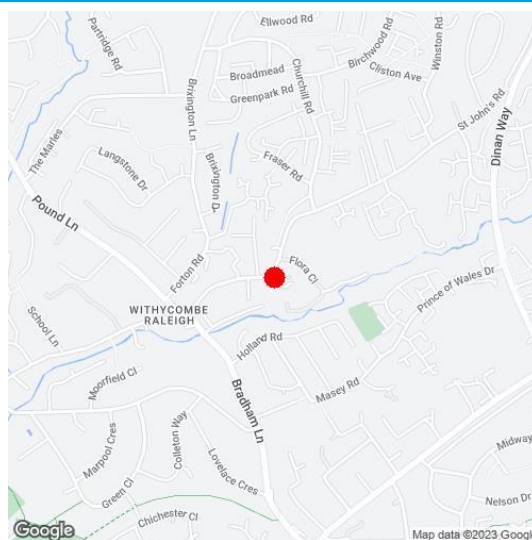 Ellwood Rd
Partridge Rd
Winston Rd
Birchwood Rd
Broadmead
Cliston Ave
Churchill Rd
Greenpark Rd
Brixington Ln
St John's Rd
The Marles
Dinan Way
Fraser Rd
Langstone Dr
Brixington D
Pound Ln
Forton Rd
Flora Cl
Prince of Wales Dr
WITHYCOMBE
RALEIGH
School Ln
Holland Rd
Moorfield Cl
Bradham Ln
Masey Rd
Colleton Way
Marpool Cres
Midway
Lovelace Cres
Green Cl
Nelson Dr
Chichester Cl
Google
Map data ©2023 Googl